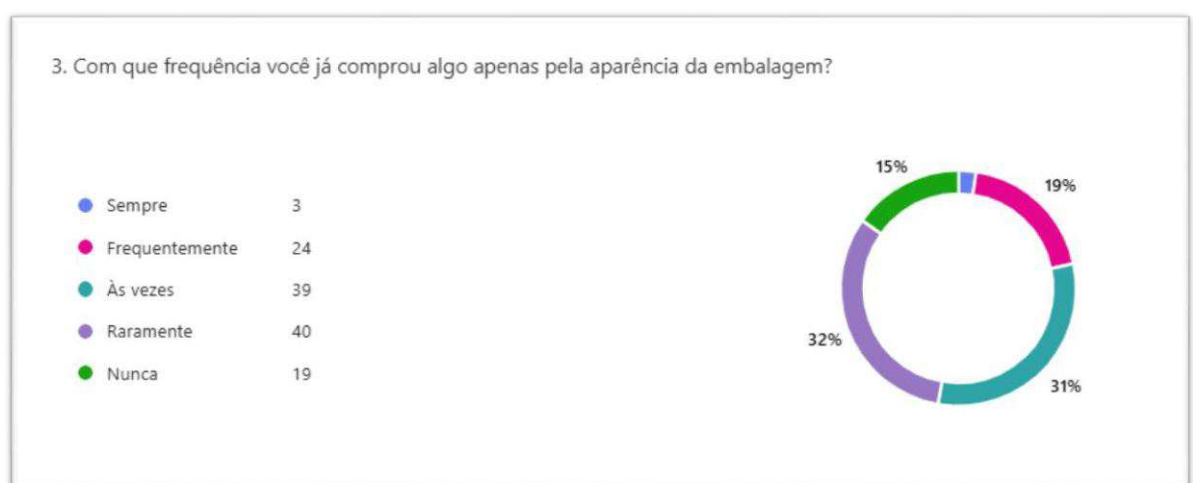 3. Com que frequência você já comprou algo apenas pela aparência da embalagem?
Sempre 3
Frequentemente 24
Às vezes 39
Raramente 40
Nunca 19
15%
19%
32%
31%